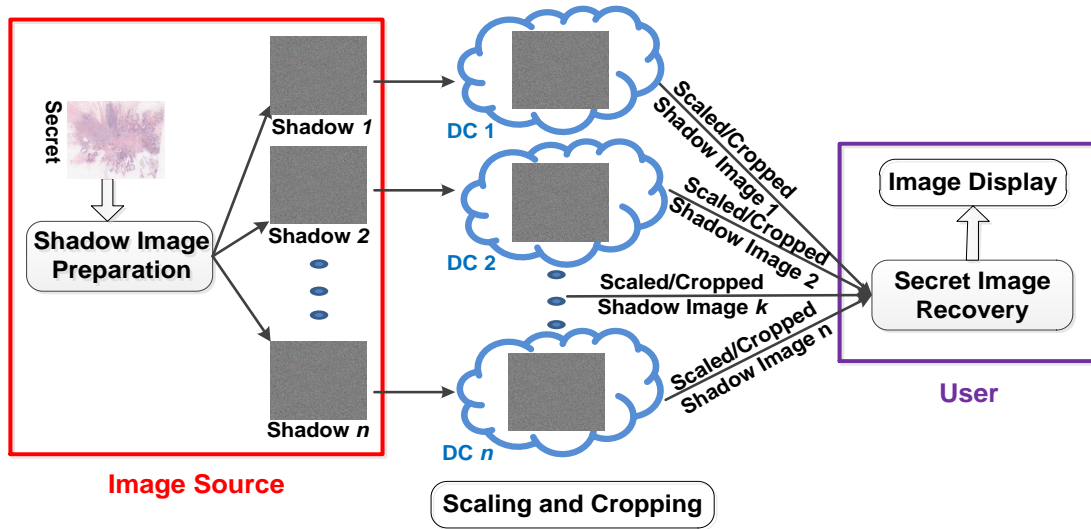 Secret
Shadow Image
Preparation
Shadow 1
Shadow 2
Shadow n
Image Source
DC 1
DC 2
DC n
Scaling and Cropping
Scaled/Cropped
Shadow Image 1
Scaled/Cropped
Shadow Image 2
Scaled/Cropped
Shadow Image k
Scaled/Cropped
Shadow Image n
Image Display
Secret Image
Recovery
User